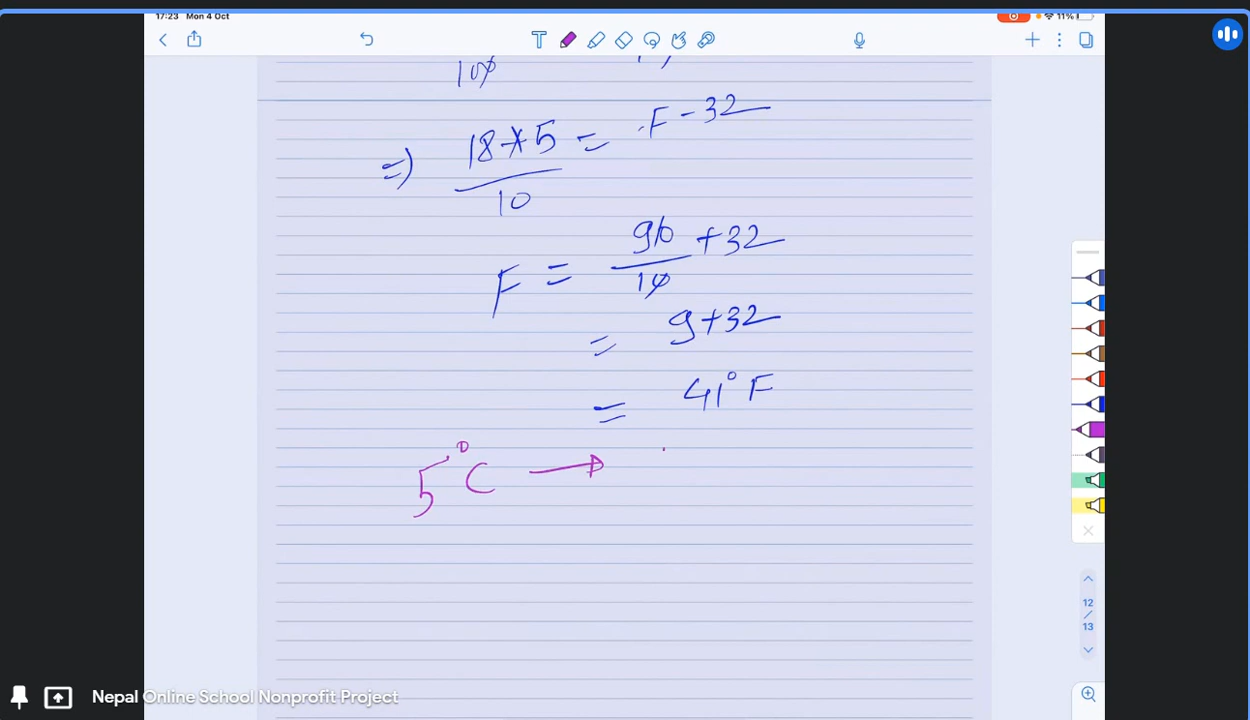 17:23 Mon 4 Oct
11%
T
10
=) 18*5 = F - 32
10
F = 90 + 32
10
= 9+32
= 41° F
5°C →
12
/
13
Nepal Online School Nonprofit Project